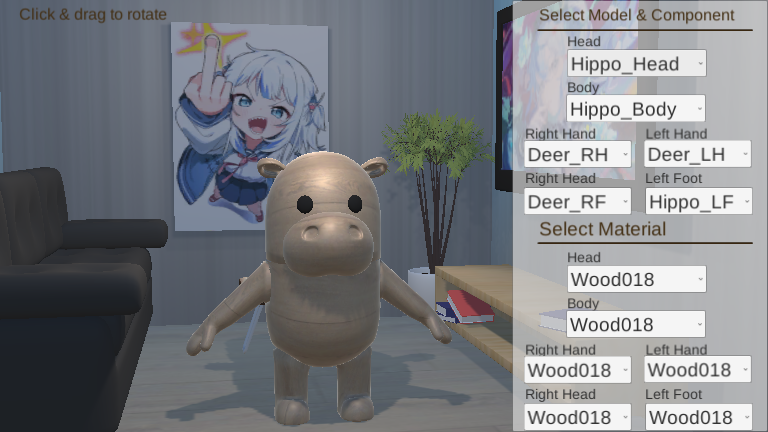 Click & drag to rotate
Select Model & Component
Head
Hippo_Head
Body
Hippo_Body
Right Hand Left Hand
Deer_RH Deer_LH
Right Head Left Foot
Deer_RF Hippo_LF
Select Material
Head
Wood018
Body
Wood018
Right Hand Left Hand
Wood018 Wood018
Right Head Left Foot
Wood018 Wood018